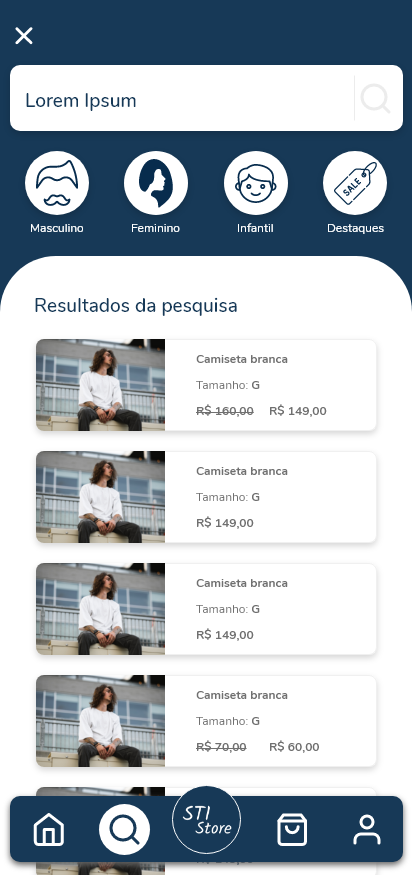 Lorem Ipsum
SALE
Masculino
Feminino
Infantil
Destaques
Resultados da pesquisa
Camiseta branca
Tamanho: G
R$ 160,00 R$ 149,00
Camiseta branca
Tamanho: G
R$ 149,00
Camiseta branca
Tamanho: G
R$ 149,00
Camiseta branca
Tamanho: G
R$ 70,00 R$ 60,00
STI
Store